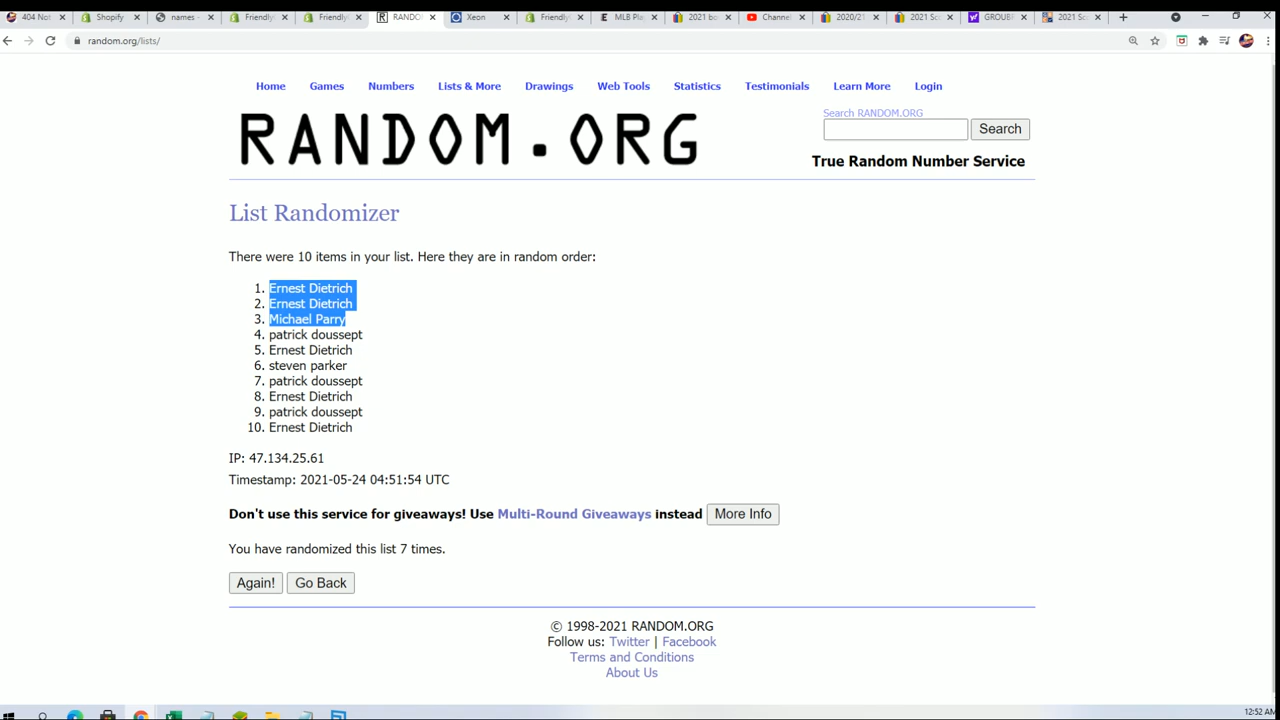 404 Not
Shopify
names -
Friendly
Friendly
RANDO
Xeon
Friendly
MLB Pla
2021 bo
Channel
2020/21
2021 Sc
GROUP
2021 Sc
random.org/lists/
Home Games Numbers Lists & More Drawings Web Tools Statistics Testimonials Learn More Login
RANDOM.ORG
Search RANDOM.ORG
Search
True Random Number Service
List Randomizer
There were 10 items in your list. Here they are in random order:
1. Ernest Dietrich
2. Ernest Dietrich
3. Michael Parry
4. patrick doussept
5. Ernest Dietrich
6. steven parker
7. patrick doussept
8. Ernest Dietrich
9. patrick doussept
10. Ernest Dietrich
IP: 47.134.25.61
Timestamp: 2021-05-24 04:51:54 UTC
Don't use this service for giveaways! Use Multi-Round Giveaways instead More Info
You have randomized this list 7 times.
Again! Go Back
© 1998-2021 RANDOM.ORG
Follow us: Twitter | Facebook
Terms and Conditions
About Us
12:52 AM